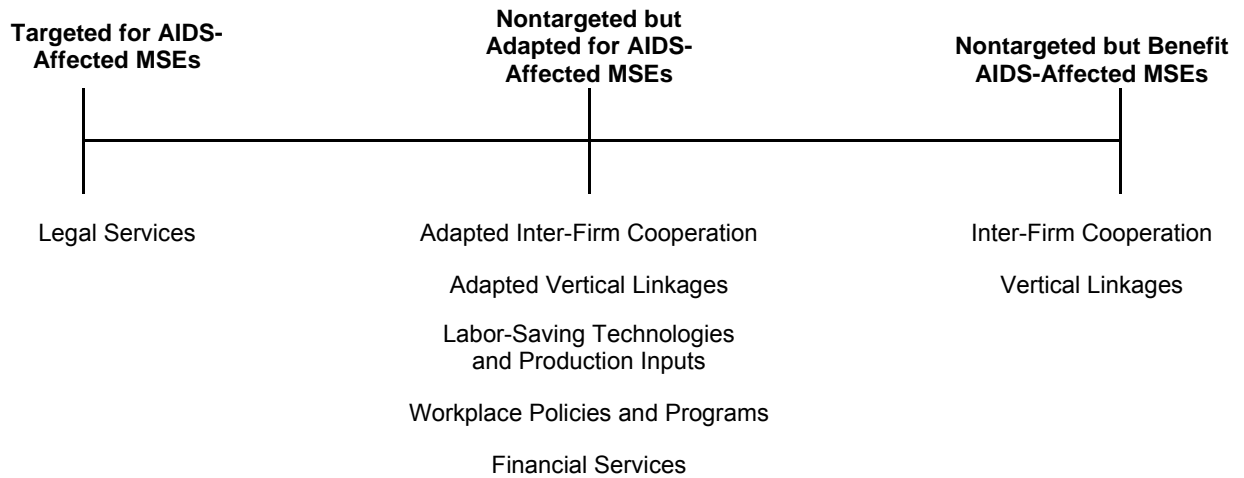 Targeted for AIDS-
Affected MSEs
Nontargeted but
Adapted for AIDS-
Affected MSEs
Nontargeted but Benefit
AIDS-Affected MSEs
Legal Services
Adapted Inter-Firm Cooperation
Adapted Vertical Linkages
Labor-Saving Technologies
and Production Inputs
Workplace Policies and Programs
Financial Services
Inter-Firm Cooperation
Vertical Linkages